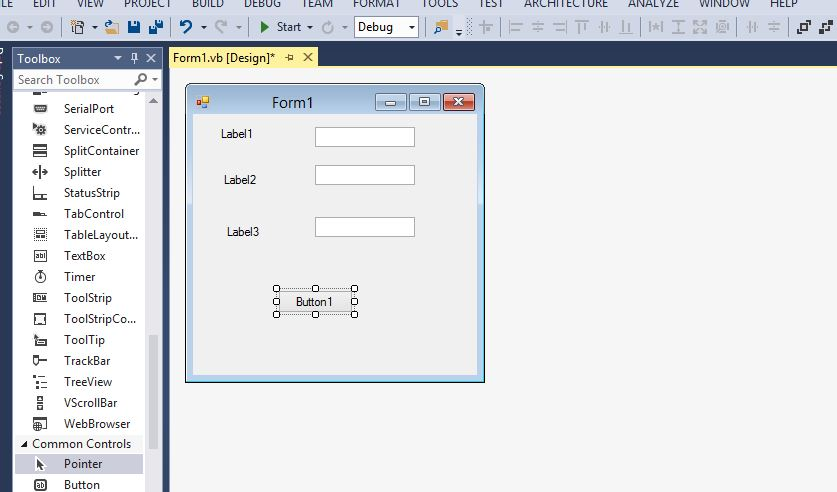 EDIT VIEW PROJECT BUILD DEBUG TEAM FORMAT TOOLS TEST ARCHITECTURE ANALYZE WINDOW HELP
Start Debug
Toolbox
Form1.vb [Design]*
Search Toolbox
SerialPort
ServiceContr...
SplitContainer
Splitter
StatusStrip
TabControl
TableLayout...
TextBox
Timer
ToolStrip
ToolStripCo...
ToolTip
TrackBar
TreeView
VScrollBar
WebBrowser
Common Controls
Pointer
Button
Form1
Label1
Label2
Label3
Button1